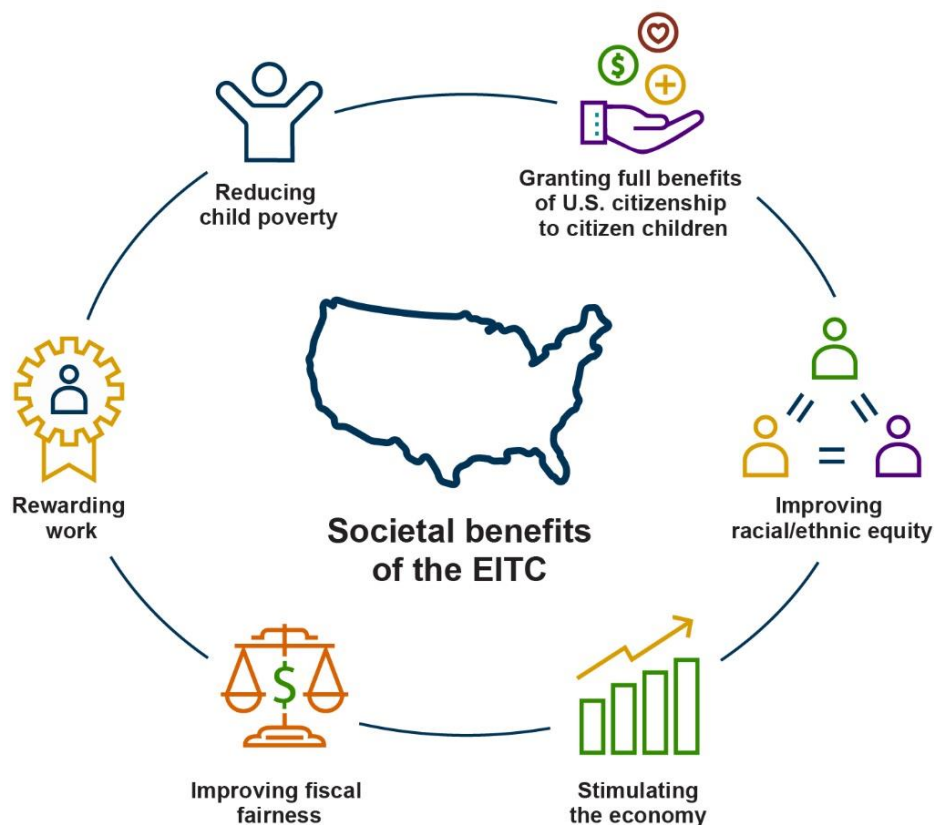 Reducing
child poverty
Granting full benefits
of U.S. citizenship
to citizen children
Rewarding
work
Societal benefits
of the EITC
Improving
racial/ethnic equity
$
$
Improving fiscal
fairness
Stimulating
the economy